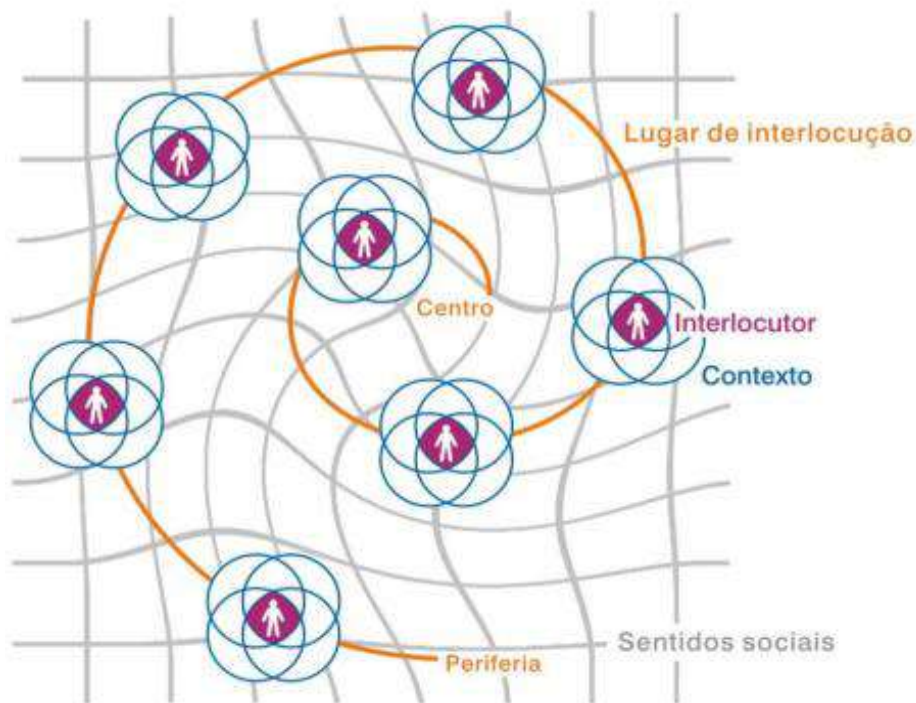 Lugar de interlocução
Centro
Interlocutor
Contexto
Sentidos sociais
Periferia